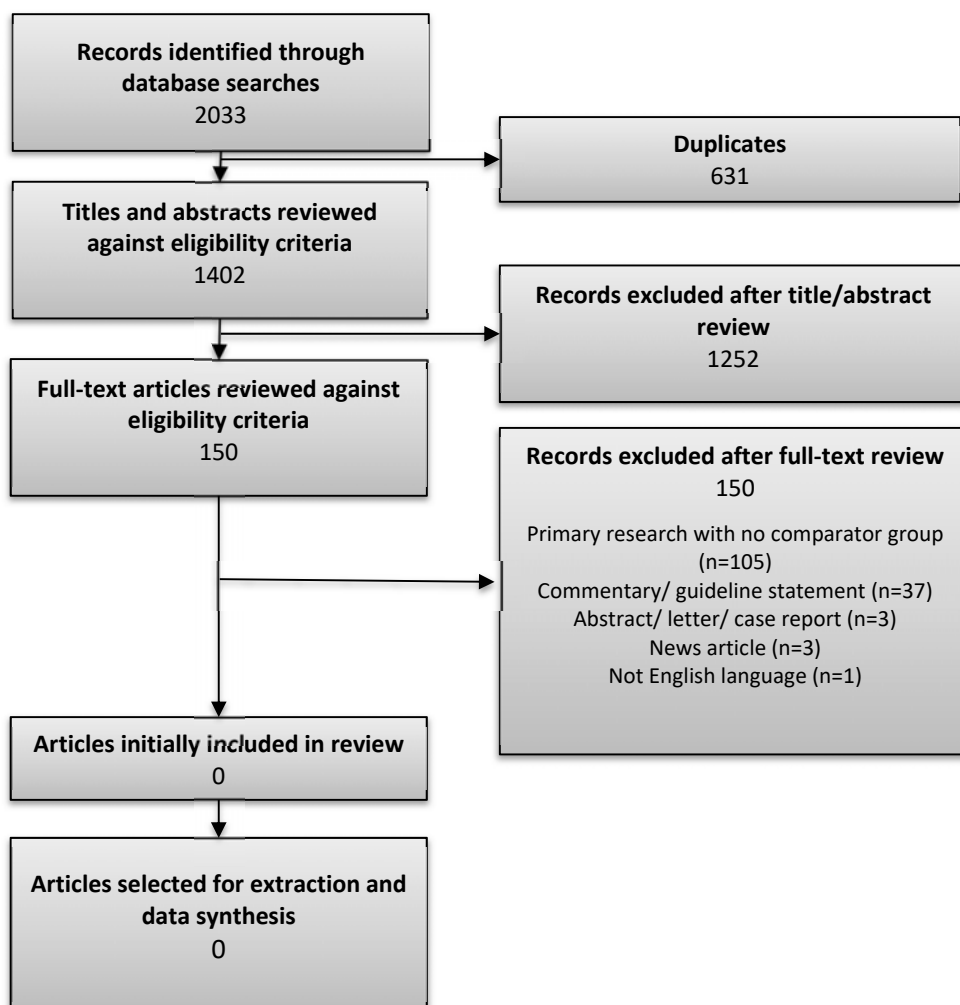 Records identified through
database searches
2033
Duplicates
631
Titles and abstracts reviewed
against eligibility criteria
1402
Records excluded after title/abstract
review
1252
Full-text articles reviewed against
eligibility criteria
150
Records excluded after full-text review
150
Primary research with no comparator group
(n=105)
Commentary/ guideline statement (n=37)
Abstract/ letter/ case report (n=3)
News article (n=3)
Not English language (n=1)
Articles initially included in review
0
Articles selected for extraction and
data synthesis
0